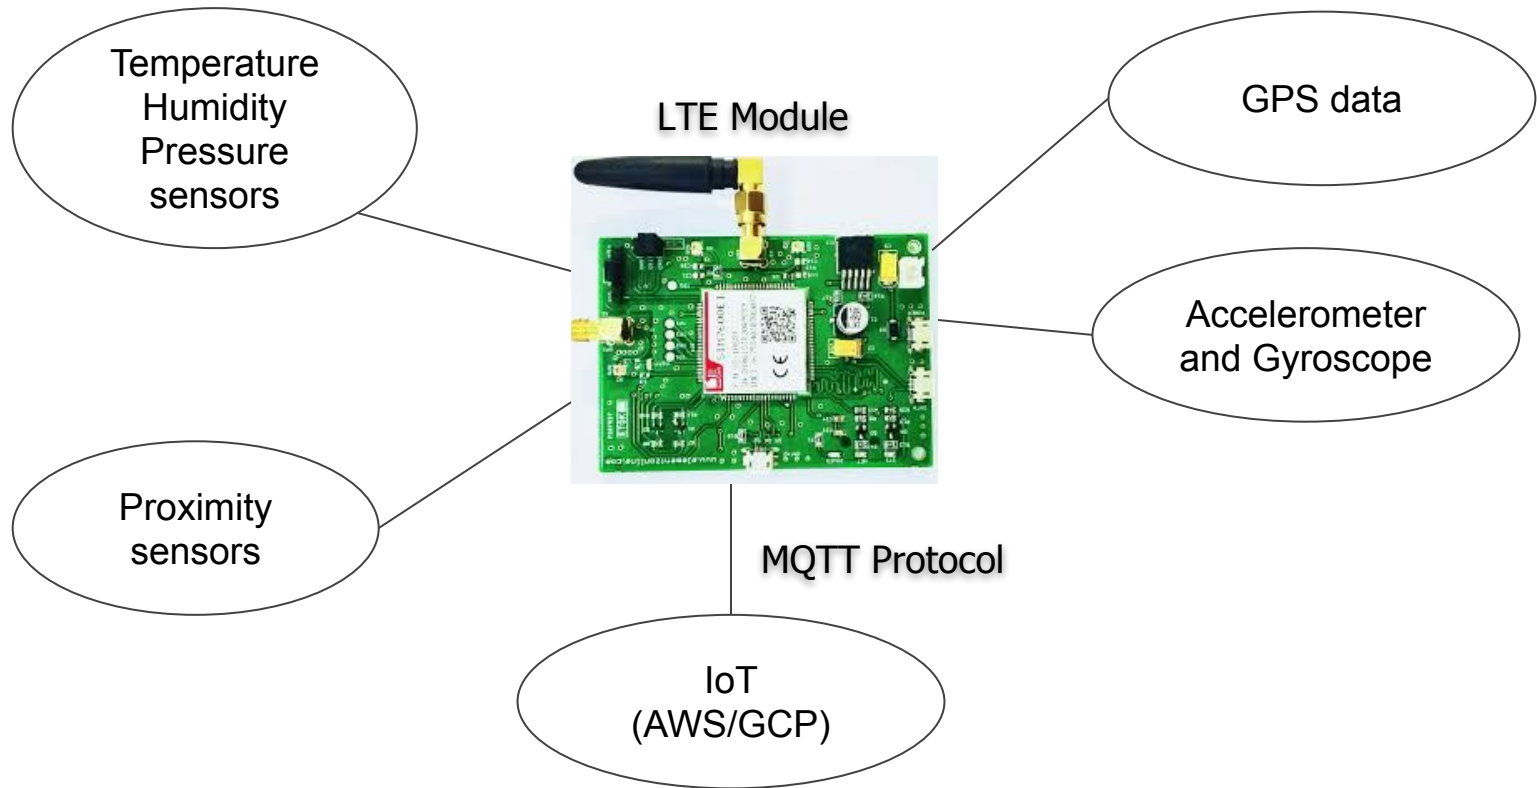 Temperature
Humidity
Pressure
sensors
LTE Module
GPS data
Accelerometer
and Gyroscope
Proximity
sensors
MQTT Protocol
IoT
(AWS/GCP)